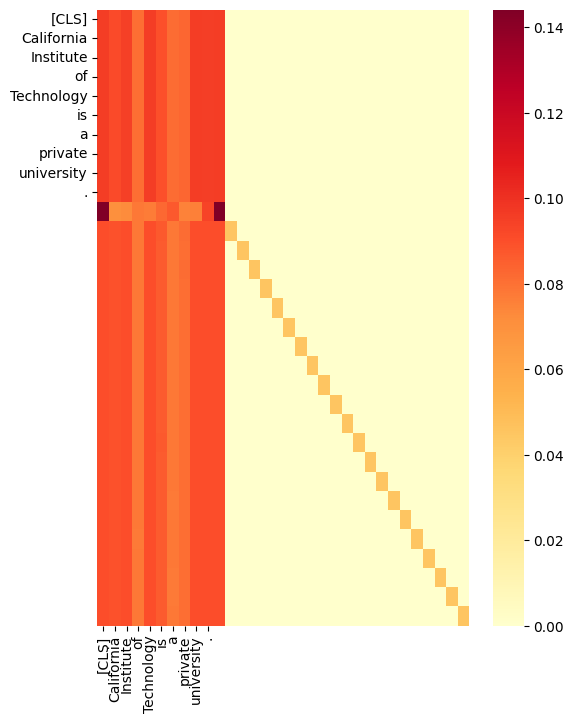 [CLS]
California
Institute
of
Technology
is
a
private
university
.
[CLS]
California
Institute
of
Technology
is
a
private
university
.
0.14
0.12
0.10
0.08
0.06
0.04
0.02
0.00